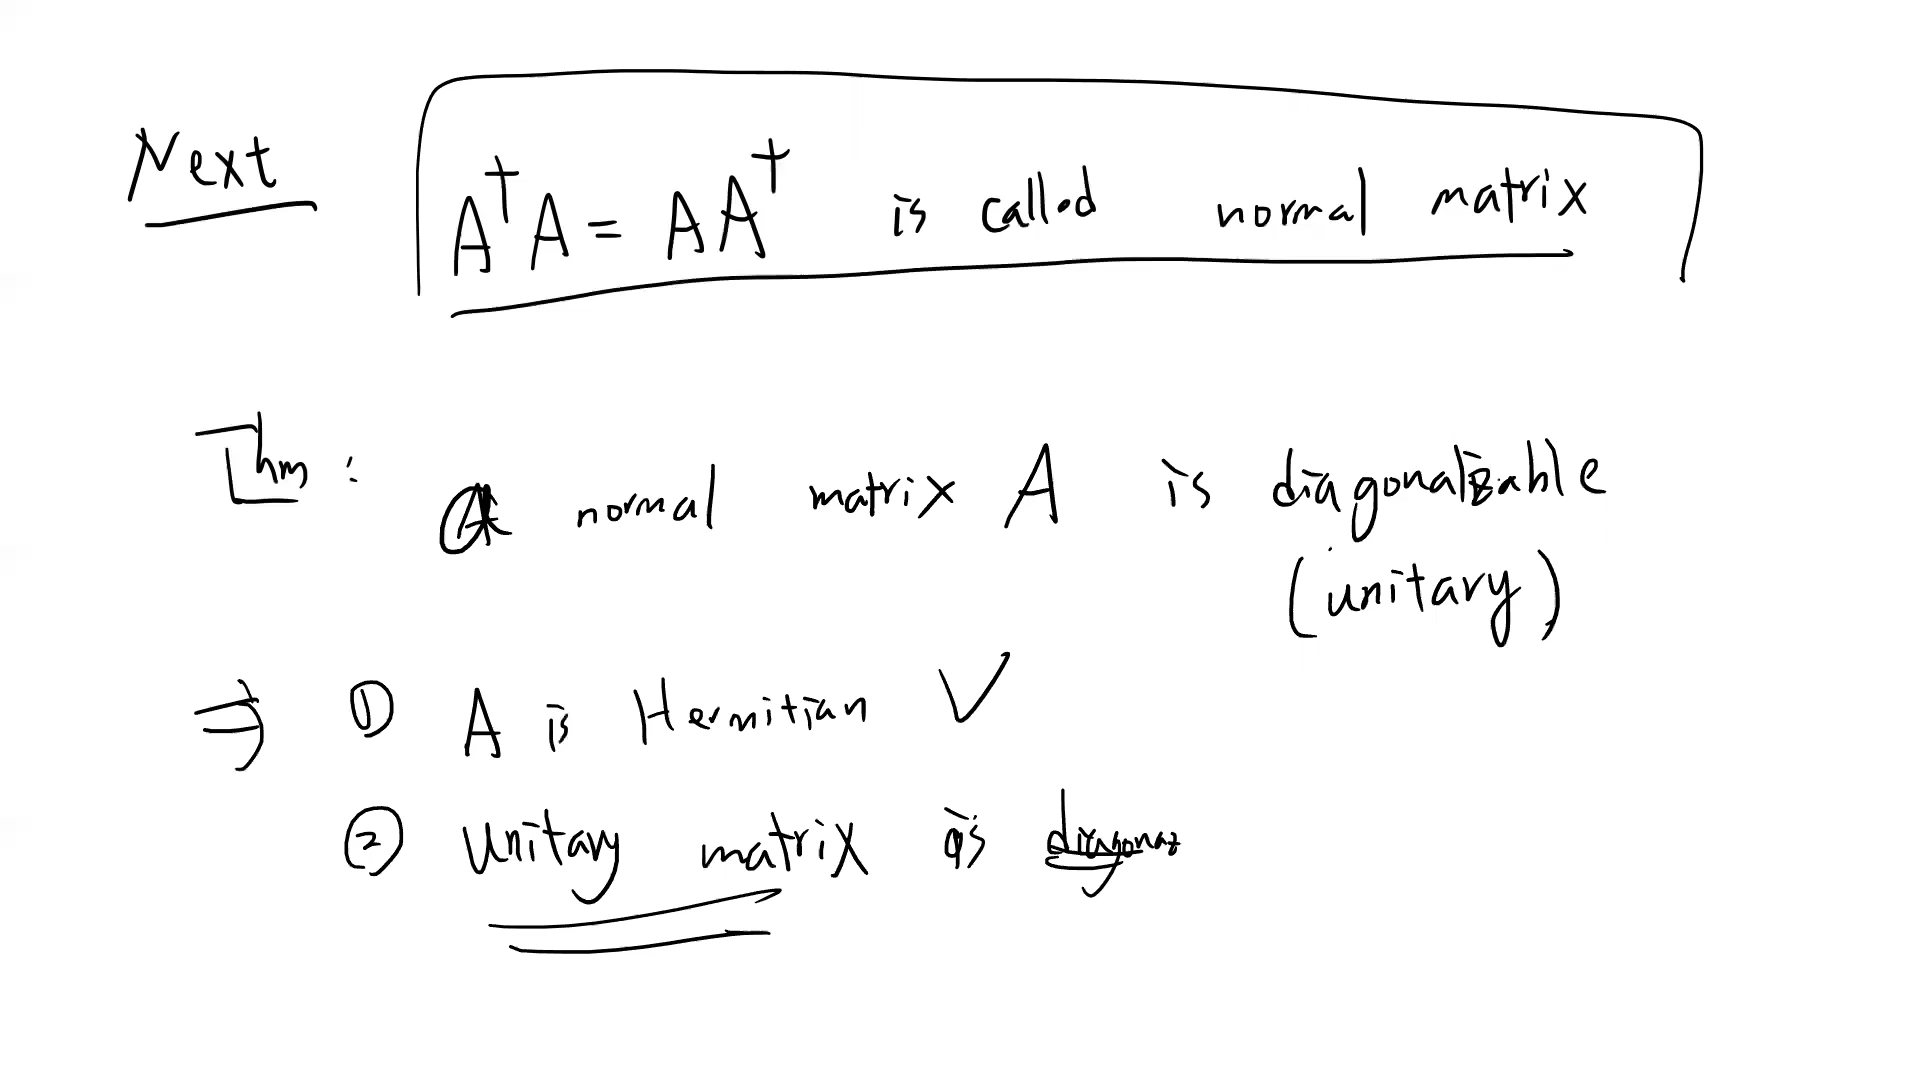 Next
A†A = AA† is called normal matrix
Thm : A normal matrix A is diagonalizable
(unitary)
⇒ ① A is Hermitian ✓
② Unitary matrix is